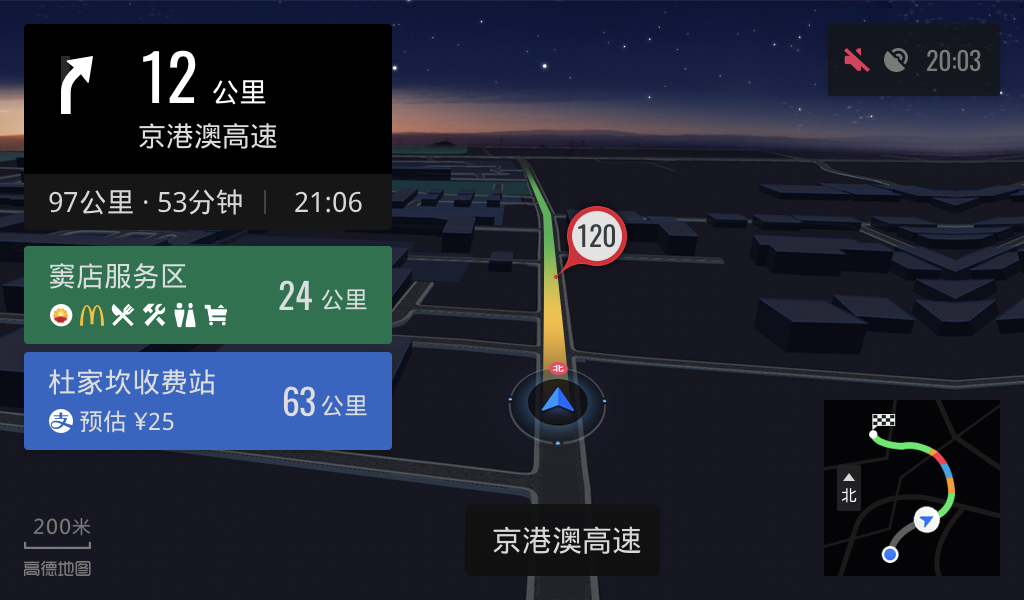 12 公里
京港澳高速
97公里 · 53分钟 | 21:06
窦店服务区
24 公里
杜家坎收费站
63 公里
支 预估 ¥25
20:03
120
北
北
京港澳高速
200米
高德地图